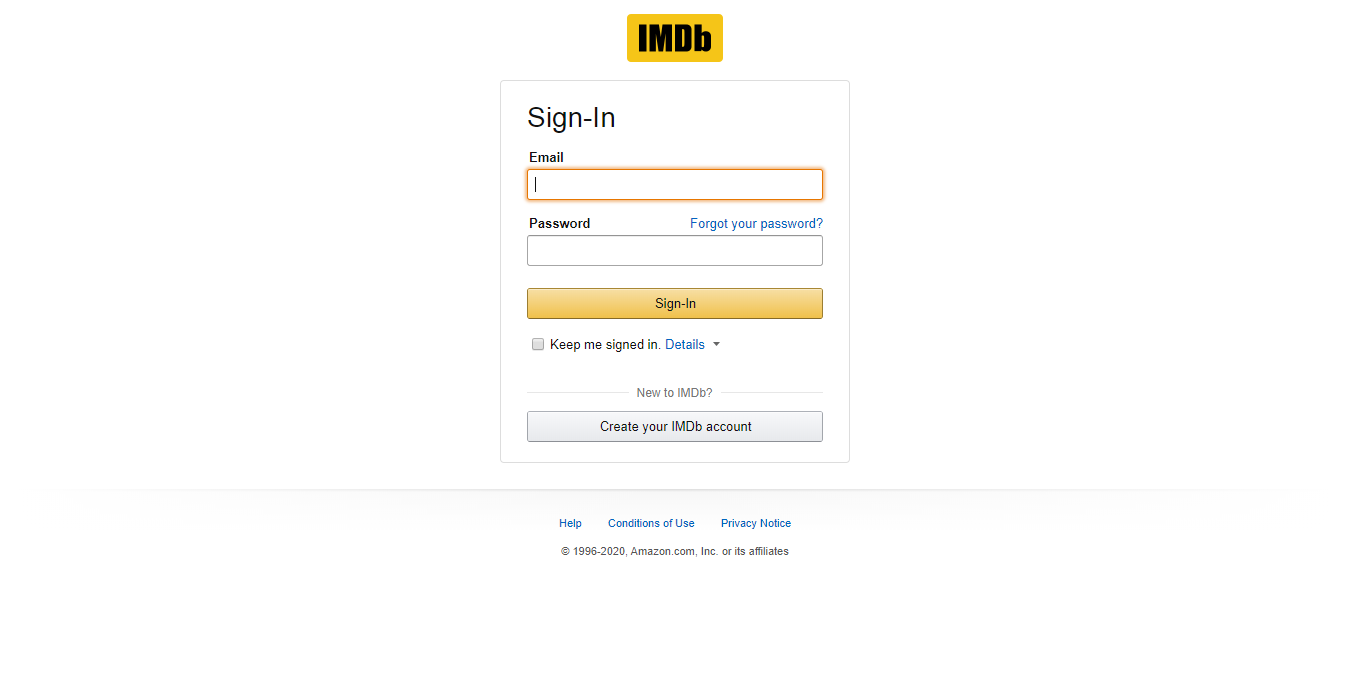 IMDb
Sign-In
Email
Password Forgot your password?
Sign-In
Keep me signed in. Details
New to IMDb?
Create your IMDb account
Help Conditions of Use Privacy Notice
© 1996-2020, Amazon.com, Inc. or its affiliates